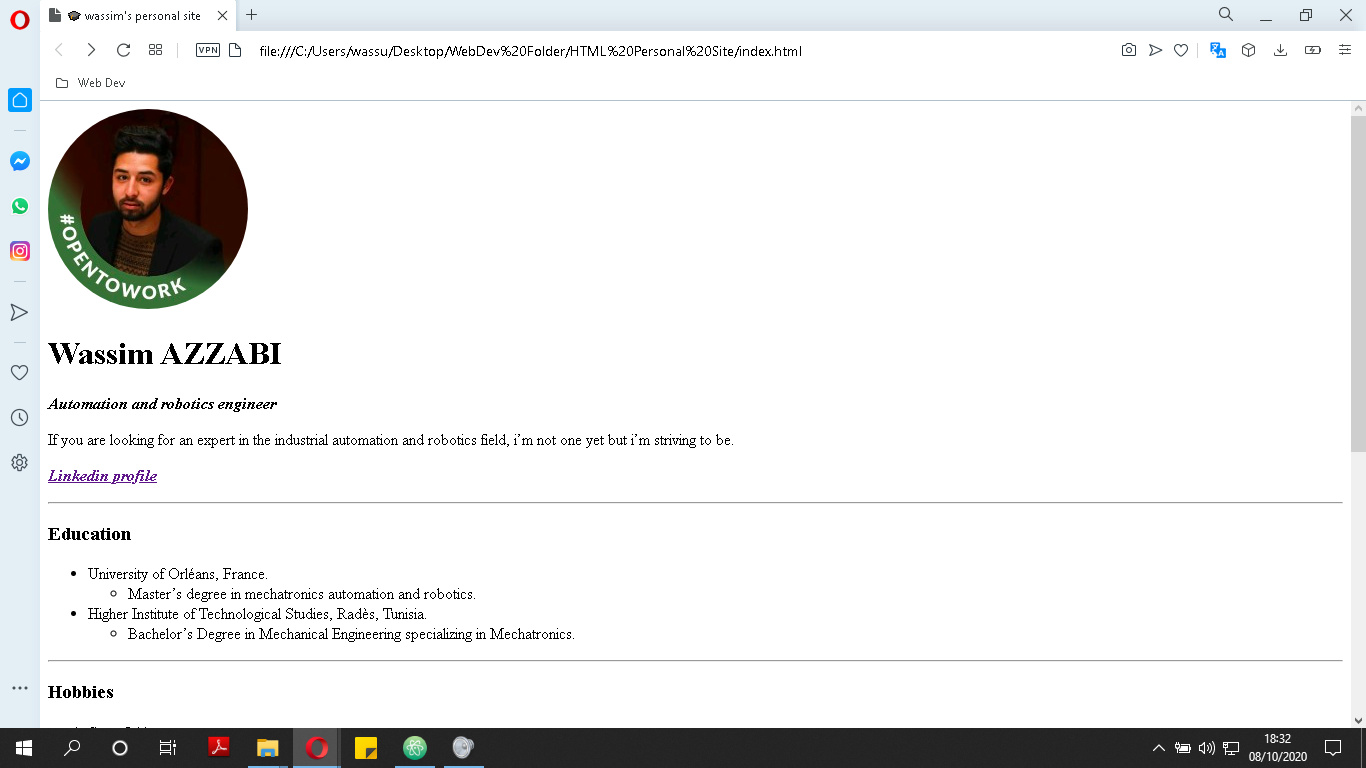 wassim's personal site
VPN
file:///C:/Users/wassu/Desktop/WebDev%20Folder/HTML%20Personal%20Site/index.html
Web Dev
#OPENTOWORK
Wassim AZZABI
Automation and robotics engineer
If you are looking for an expert in the industrial automation and robotics field, i’m not one yet but i’m striving to be.
Linkedin profile
Education
University of Orléans, France.
Master’s degree in mechatronics automation and robotics.
Higher Institute of Technological Studies, Radès, Tunisia.
Bachelor’s Degree in Mechanical Engineering specializing in Mechatronics.
Hobbies
18:32
08/10/2020